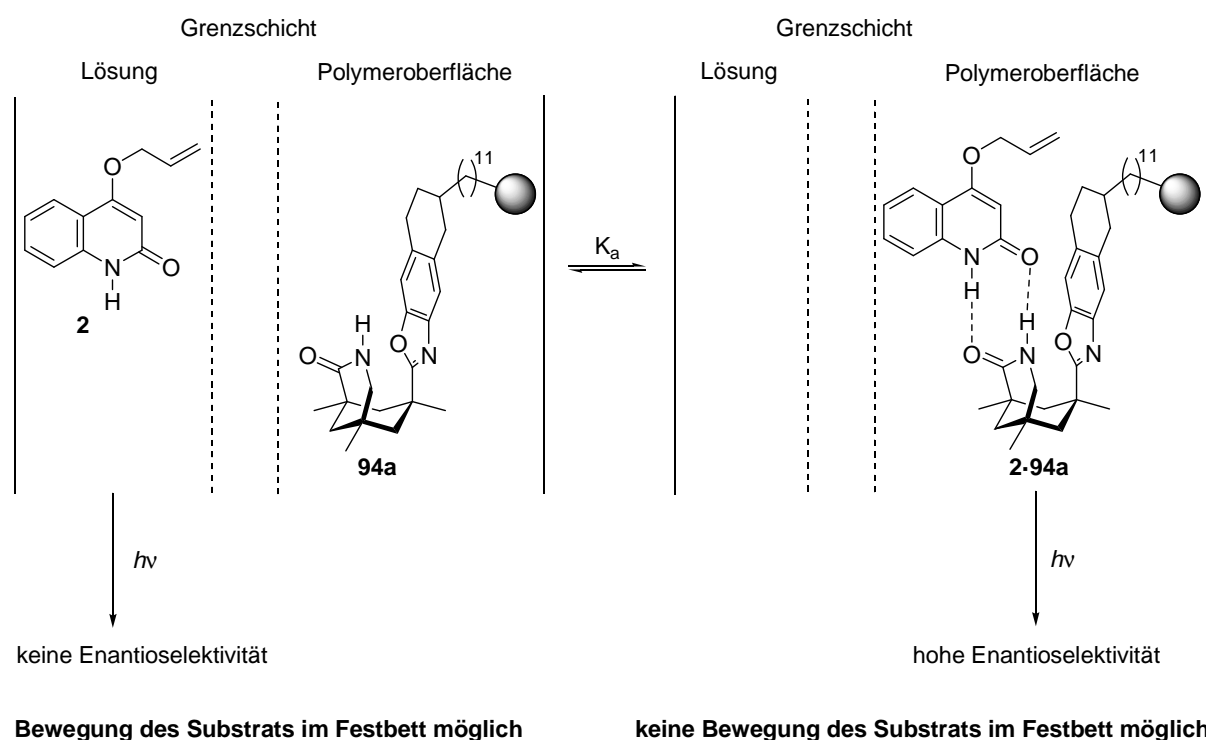 Grenzschicht Grenzschicht
Lösung Polymeroberfläche Lösung Polymeroberfläche
O 11 O 11
N O Kₐ N O
H H
2 H H
O N O N O N O N
94a 2·94a
hν hν
keine Enantioselektivität hohe Enantioselektivität
Bewegung des Substrats im Festbett möglich keine Bewegung des Substrats im Festbett möglich